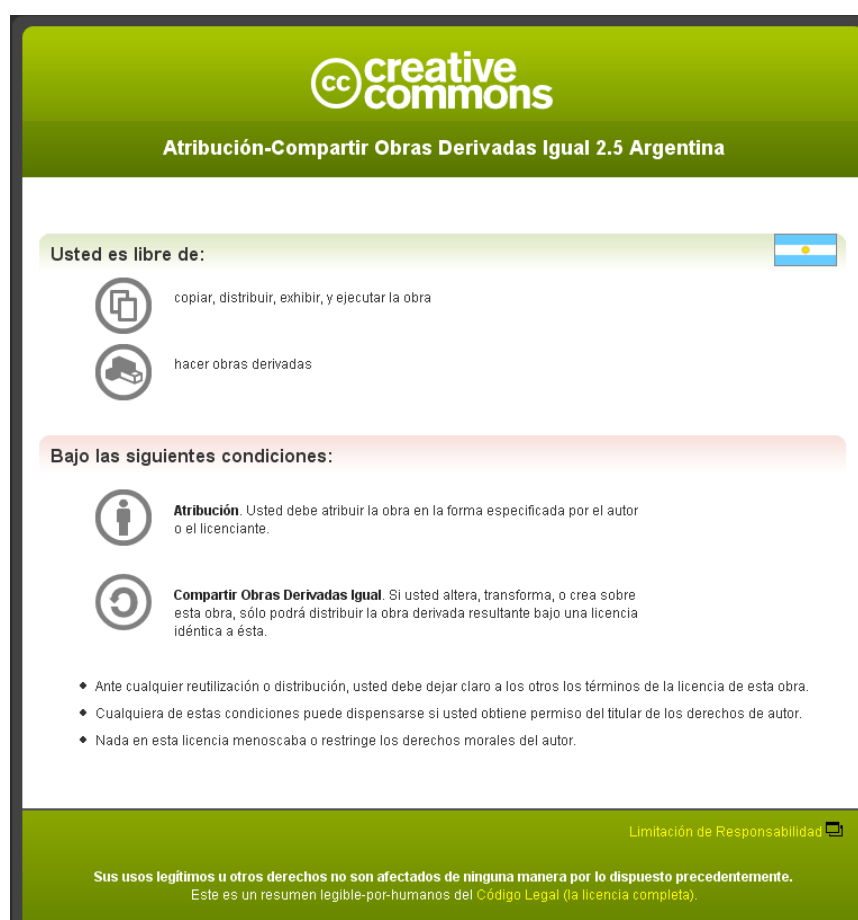 cc creative
commons
Atribución-Compartir Obras Derivadas Igual 2.5 Argentina
Usted es libre de:
copiar, distribuir, exhibir, y ejecutar la obra
hacer obras derivadas
Bajo las siguientes condiciones:
Atribución. Usted debe atribuir la obra en la forma especificada por el autor
o el licenciante.
Compartir Obras Derivadas Igual. Si usted altera, transforma, o crea sobre
esta obra, sólo podrá distribuir la obra derivada resultante bajo una licencia
idéntica a ésta.
Ante cualquier reutilización o distribución, usted debe dejar claro a los otros los términos de la licencia de esta obra.
Cualquiera de estas condiciones puede dispensarse si usted obtiene permiso del titular de los derechos de autor.
Nada en esta licencia menoscaba o restringe los derechos morales del autor.
Limitación de Responsabilidad
Sus usos legítimos u otros derechos no son afectados de ninguna manera por lo dispuesto precedentemente.
Este es un resumen legible-por-humanos del Código Legal (la licencia completa).